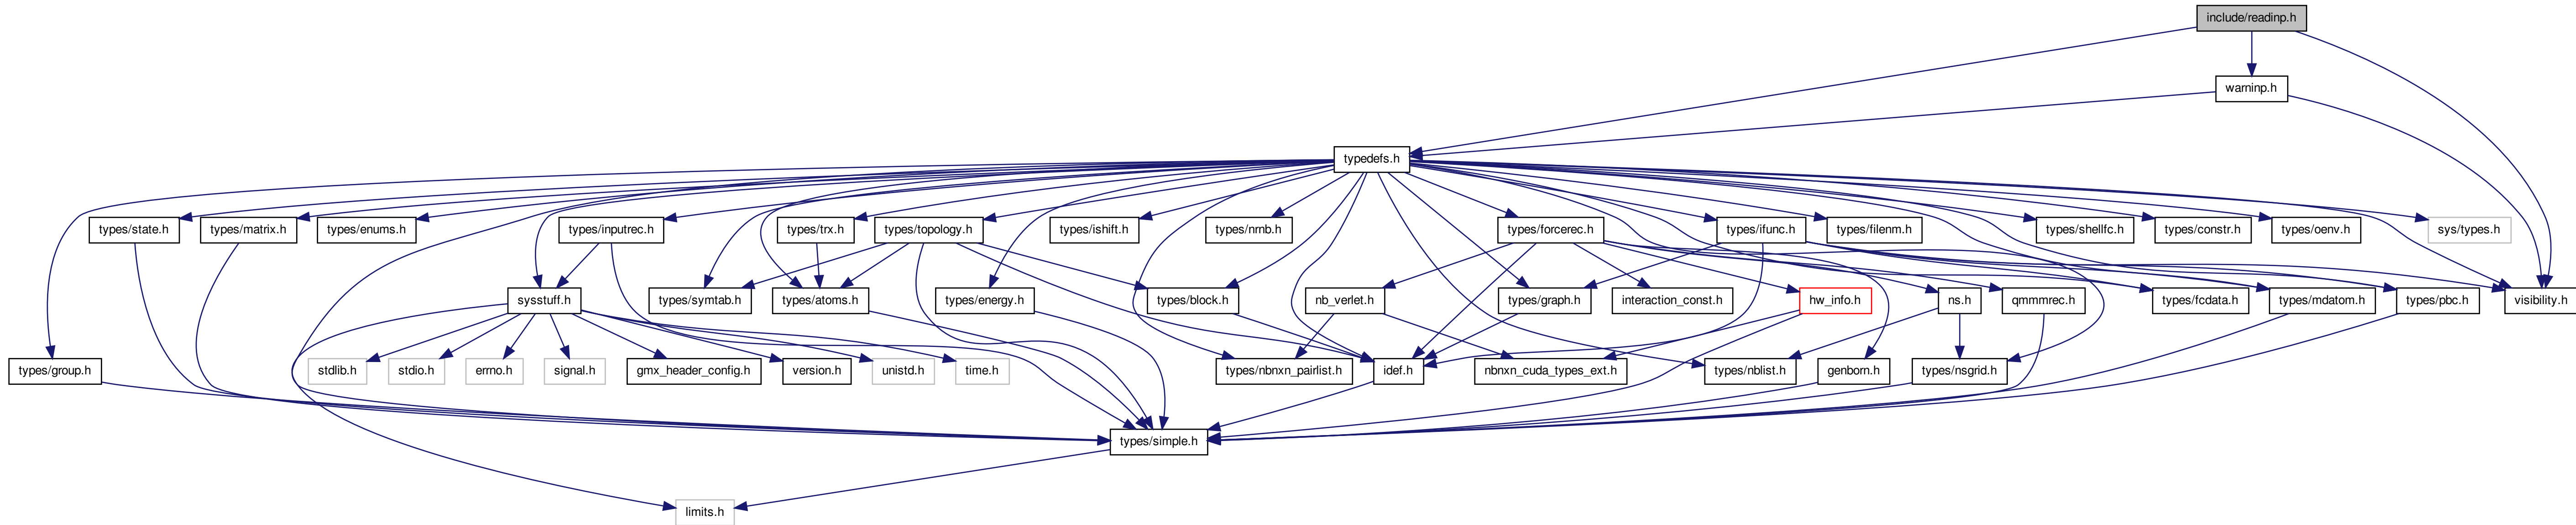 include/readinp.h
warninp.h
typedefs.h
types/state.h
types/matrix.h
types/enums.h
types/inputrec.h
types/trx.h
types/topology.h
types/ishift.h
types/nrnb.h
types/forcerec.h
types/ifunc.h
types/filenm.h
types/shellfc.h
types/constr.h
types/oenv.h
sys/types.h
sysstuff.h
types/symtab.h
types/atoms.h
types/energy.h
types/block.h
nb_verlet.h
types/graph.h
interaction_const.h
hw_info.h
ns.h
qmmmrec.h
types/fcdata.h
types/mdatom.h
types/pbc.h
visibility.h
types/group.h
stdlib.h
stdio.h
errno.h
signal.h
gmx_header_config.h
version.h
unistd.h
time.h
types/nbnxn_pairlist.h
idef.h
nbnxn_cuda_types_ext.h
types/nblist.h
genborn.h
types/nsgrid.h
types/simple.h
limits.h